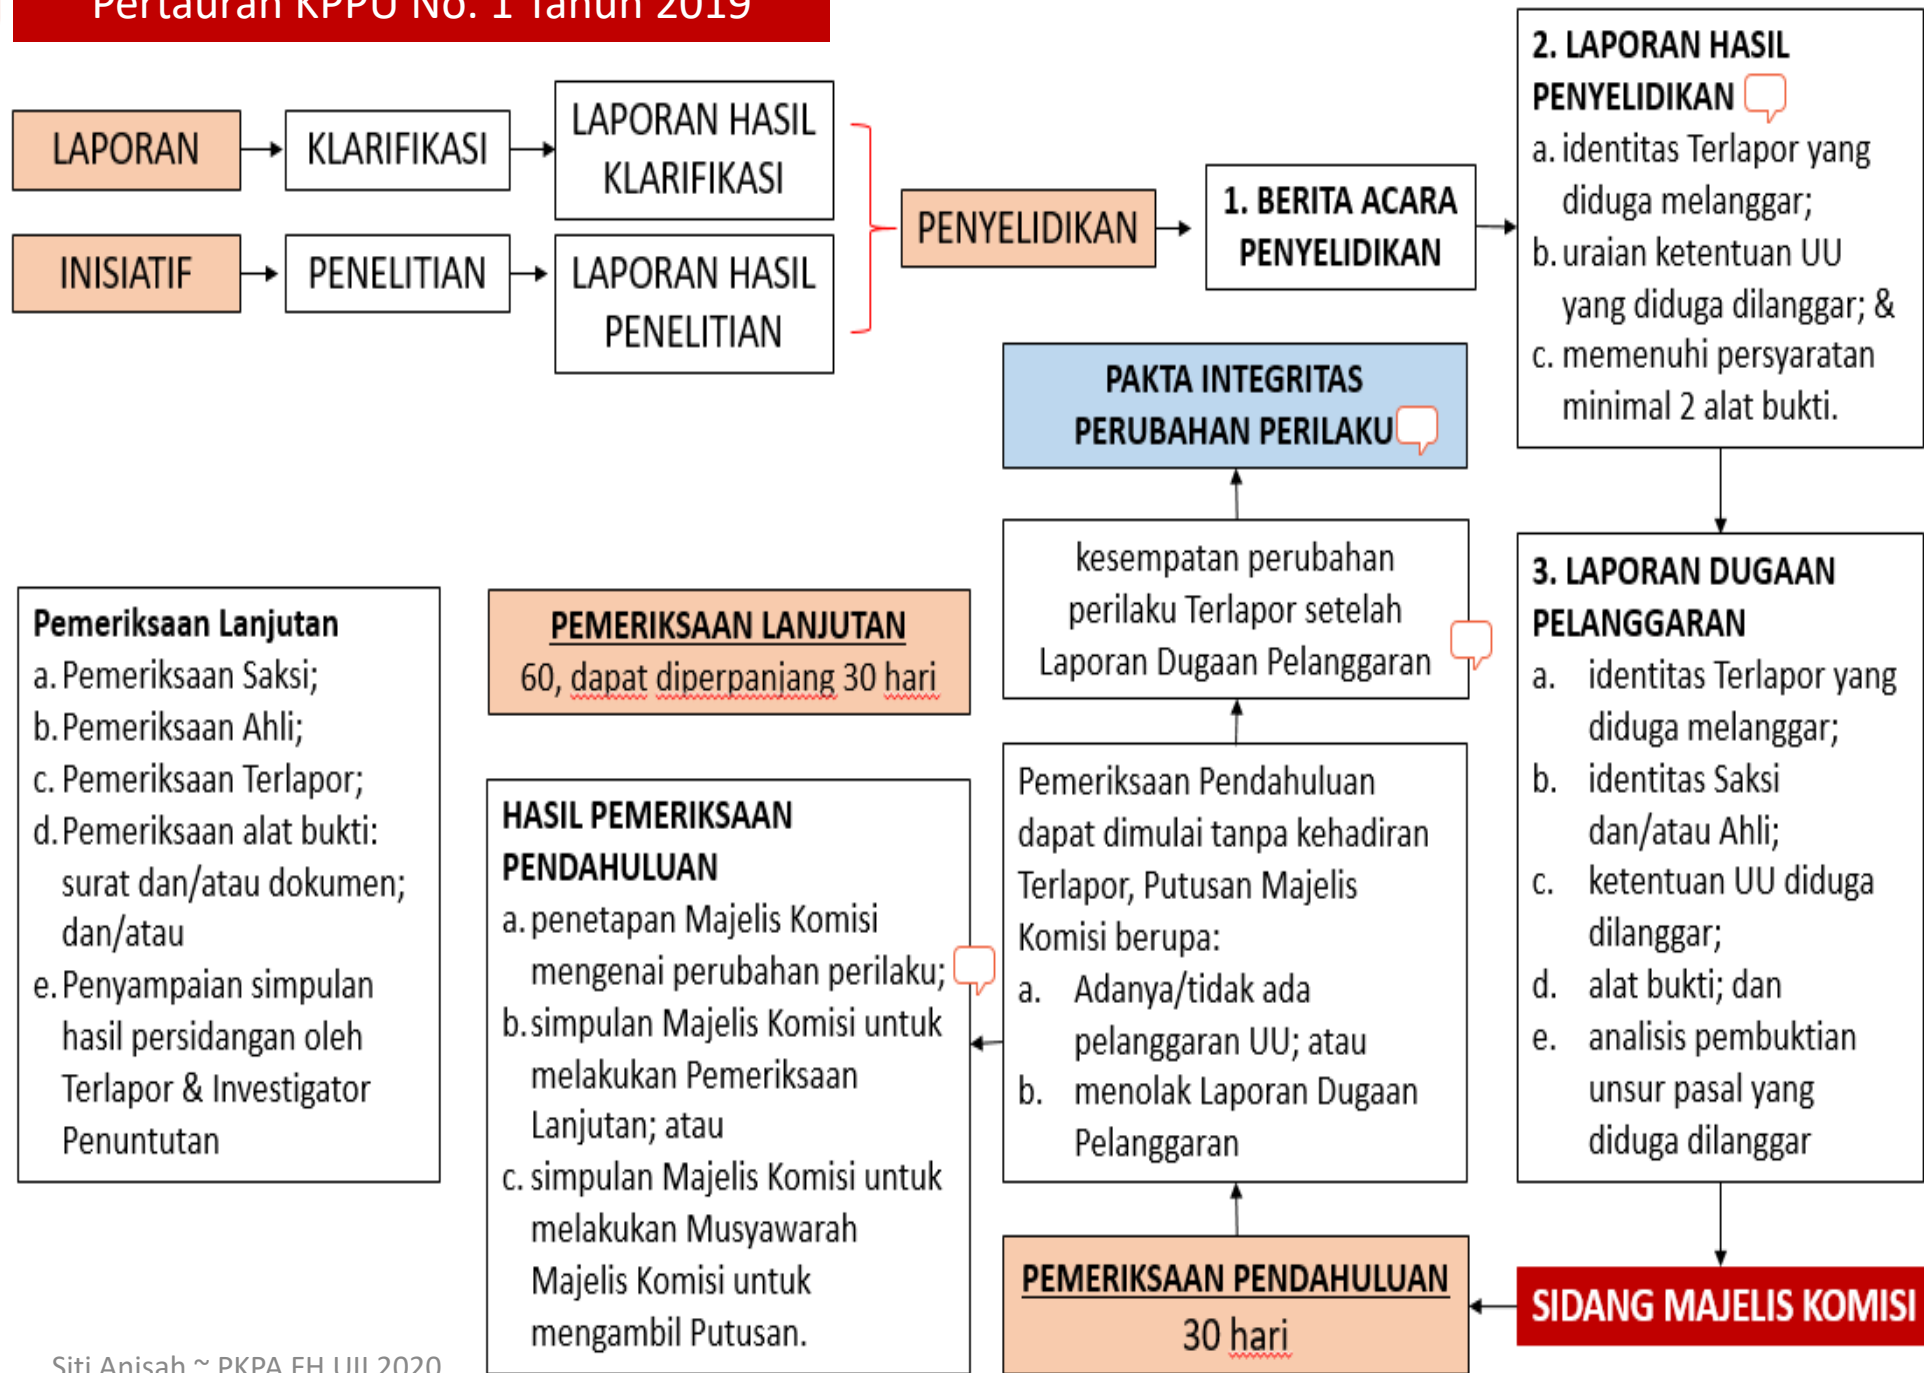 Pertauran KPPU No. 1 Tahun 2019
LAPORAN
KLARIFIKASI
LAPORAN HASIL
KLARIFIKASI
INISIATIF
PENELITIAN
LAPORAN HASIL
PENELITIAN
PENYELIDIKAN
1. BERITA ACARA
PENYELIDIKAN
2. LAPORAN HASIL
PENYELIDIKAN
a. identitas Terlapor yang
diduga melanggar;
b. uraian ketentuan UU
yang diduga dilanggar; &
c. memenuhi persyaratan
minimal 2 alat bukti.
3. LAPORAN DUGAAN
PELANGGARAN
a. identitas Terlapor yang
diduga melanggar;
b. identitas Saksi
dan/atau Ahli;
c. ketentuan UU diduga
dilanggar;
d. alat bukti; dan
e. analisis pembuktian
unsur pasal yang
diduga dilanggar
SIDANG MAJELIS KOMISI
PEMERIKSAAN PENDAHULUAN
30 hari
Pemeriksaan Pendahuluan
dapat dimulai tanpa kehadiran
Terlapor, Putusan Majelis
Komisi berupa:
a. Adanya/tidak ada
pelanggaran UU; atau
b. menolak Laporan Dugaan
Pelanggaran
kesempatan perubahan
perilaku Terlapor setelah
Laporan Dugaan Pelanggaran
PAKTA INTEGRITAS
PERUBAHAN PERILAKU
HASIL PEMERIKSAAN
PENDAHULUAN
a. penetapan Majelis Komisi
mengenai perubahan perilaku;
b. simpulan Majelis Komisi untuk
melakukan Pemeriksaan
Lanjutan; atau
c. simpulan Majelis Komisi untuk
melakukan Musyawarah
Majelis Komisi untuk
mengambil Putusan.
PEMERIKSAAN LANJUTAN
60, dapat diperpanjang 30 hari
Pemeriksaan Lanjutan
a. Pemeriksaan Saksi;
b. Pemeriksaan Ahli;
c. Pemeriksaan Terlapor;
d. Pemeriksaan alat bukti:
surat dan/atau dokumen;
dan/atau
e. Penyampaian simpulan
hasil persidangan oleh
Terlapor & Investigator
Penuntutan
Siti Anisah ~ PKPA FH UII 2020